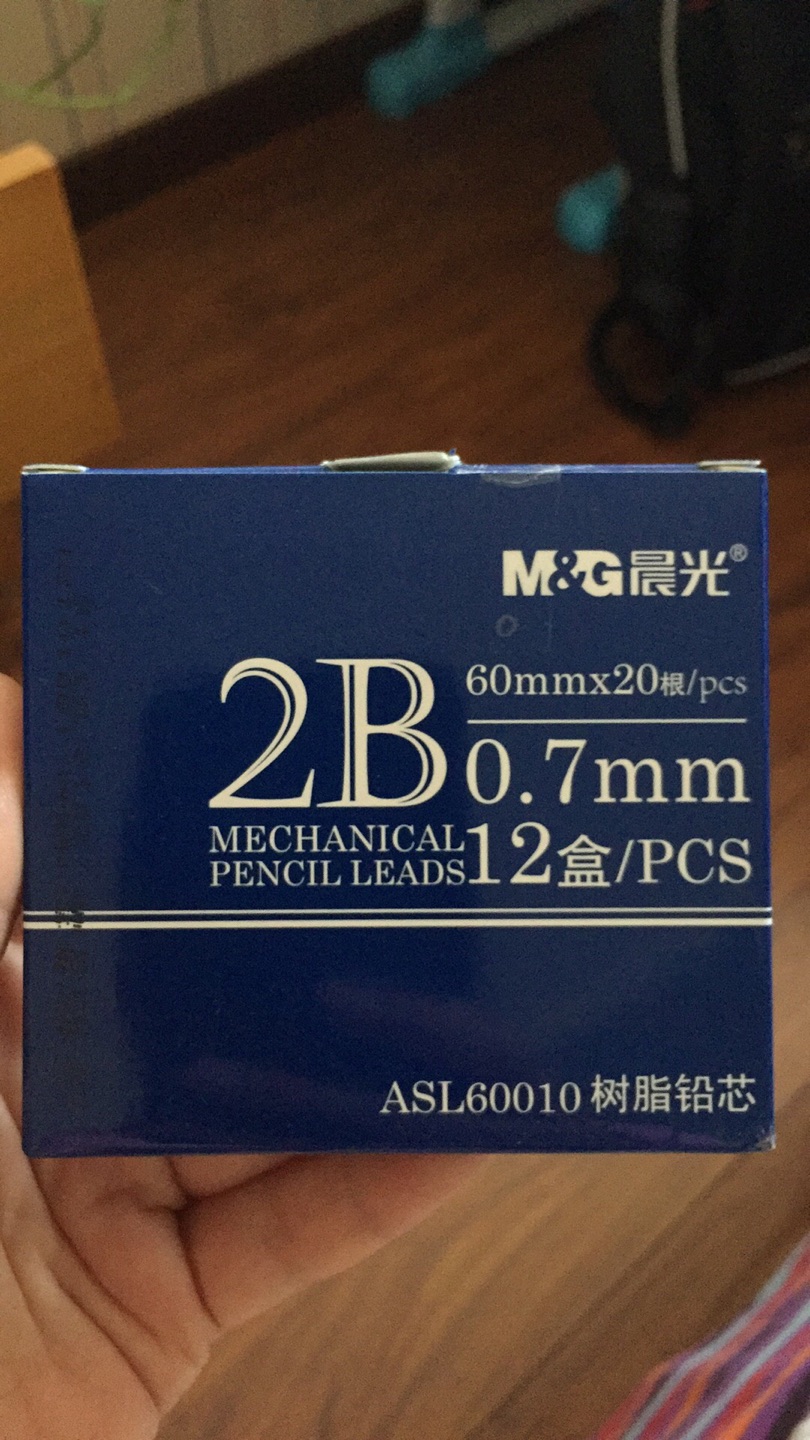 M&G晨光®
2B
60mmx20根/pcs
0.7mm
MECHANICAL
PENCIL LEADS
12盒/PCS
ASL60010 树脂铅芯